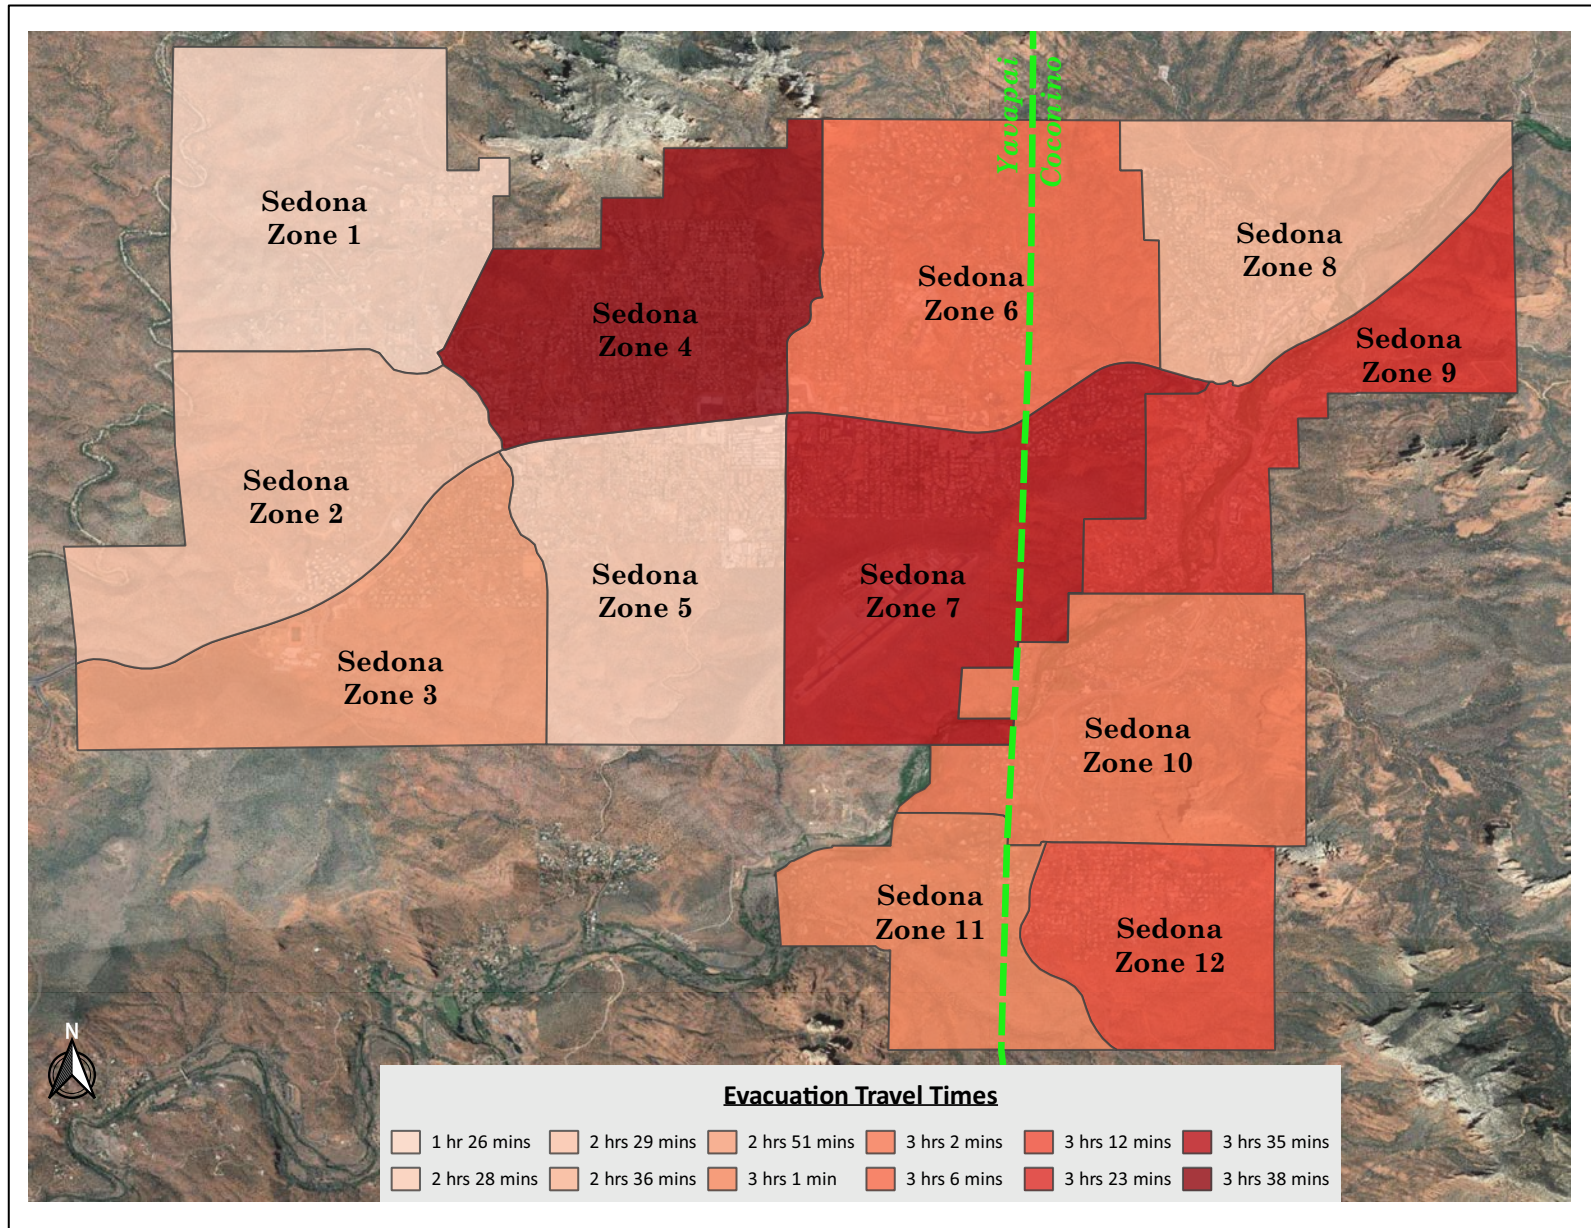 Yavapai
Coconino
Sedona
Zone 1
Sedona
Zone 8
Sedona
Zone 6
Sedona
Zone 4
Sedona
Zone 9
Sedona
Zone 2
Sedona
Zone 5
Sedona
Zone 7
Sedona
Zone 3
Sedona
Zone 10
Sedona
Zone 11
Sedona
Zone 12
N
Evacuation Travel Times
1 hr 26 mins
2 hrs 29 mins
2 hrs 51 mins
3 hrs 2 mins
3 hrs 12 mins
3 hrs 35 mins
2 hrs 28 mins
2 hrs 36 mins
3 hrs 1 min
3 hrs 6 mins
3 hrs 23 mins
3 hrs 38 mins